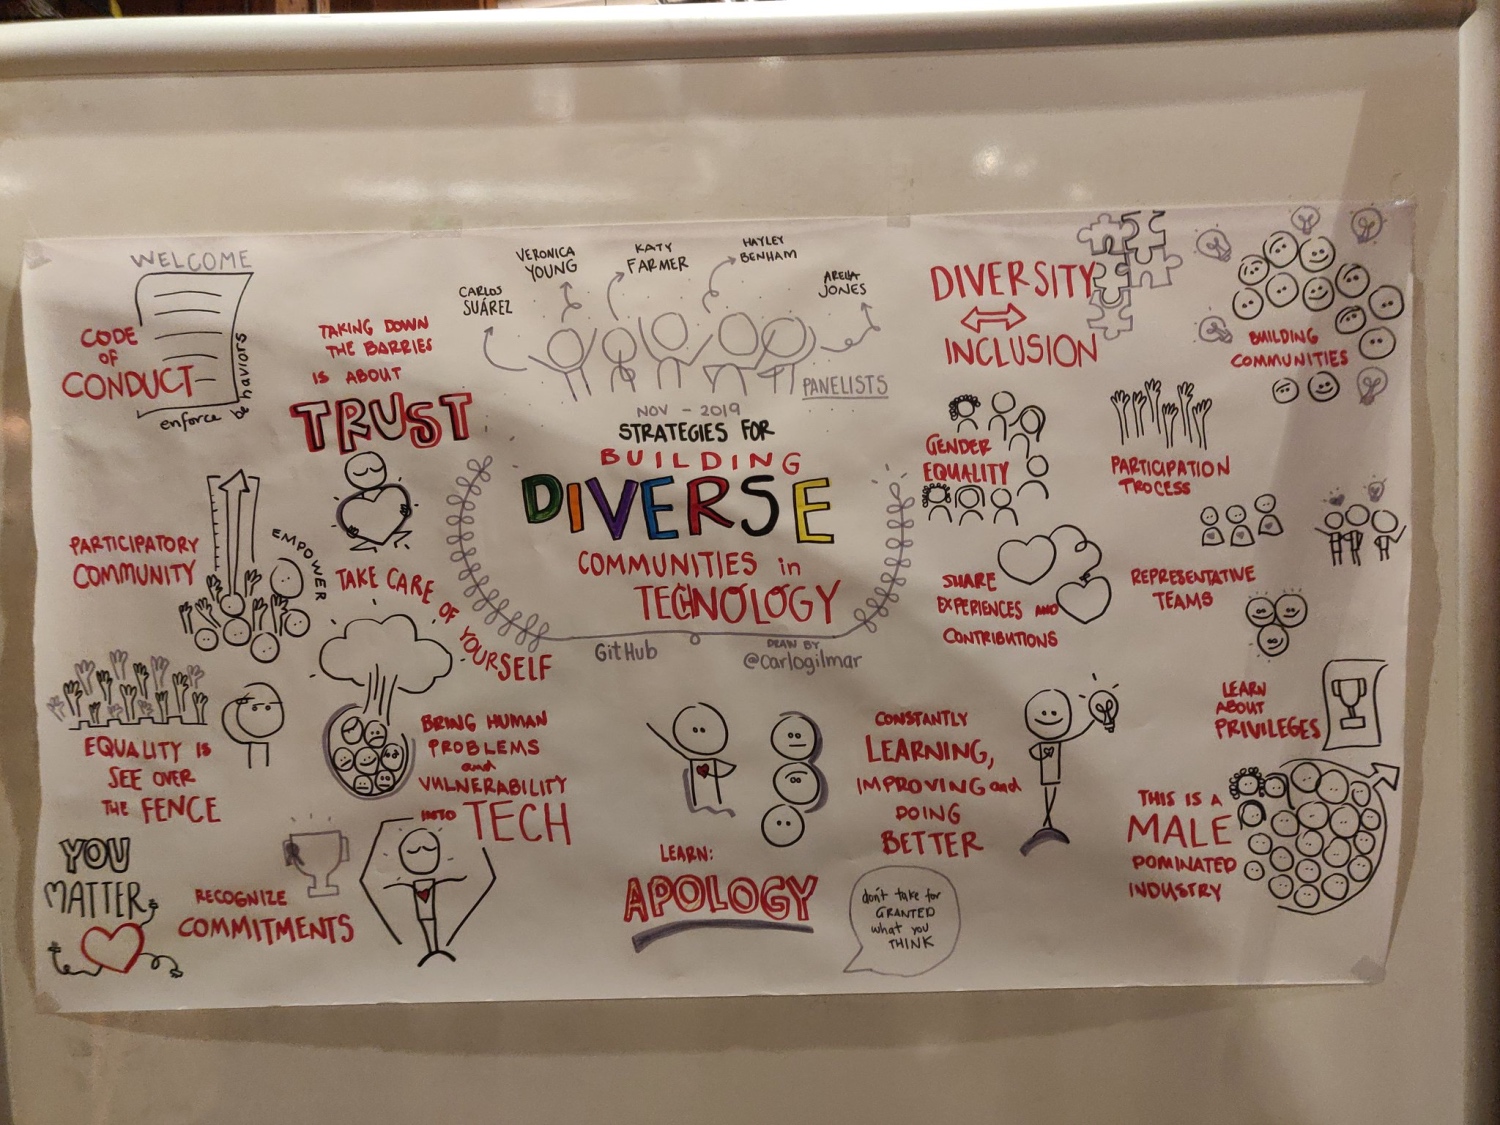 WELCOME
CODE
OF
CONDUCT
enforce
behaviors
TAKING DOWN
THE BARRIES
IS ABOUT
TRUST
CARLOS
SUÁREZ
VERONICA
YOUNG
KATY
FARMER
HAYLEY
BENHAM
JONES
PANELISTS
NOV - 2019
STRATEGIES FOR
BUILDING
DIVERSE
COMMUNITIES in
TECHNOLOGY
GitHub
DRAW BY
@carlogilmar
DIVERSITY
INCLUSION
BUILDING
COMMUNITIES
GENDER
EQUALITY
PARTICIPATION
PROCESS
SHARE
EXPERIENCES AND
CONTRIBUTIONS
REPRESENTATIVE
TEAMS
PARTICIPATORY
COMMUNITY
EMPOWER
TAKE CARE OF YOURSELF
EQUALITY IS
SEE OVER
THE FENCE
BRING HUMAN
PROBLEMS
and
VULNERABILITY
INTO TECH
YOU
MATTER
RECOGNIZE
COMMITMENTS
LEARN:
APOLOGY
CONSTANTLY
LEARNING,
IMPROVING and
DOING
BETTER
don't take for
GRANTED
what you
THINK
LEARN
ABOUT
PRIVILEGES
THIS IS A
MALE
DOMINATED
INDUSTRY